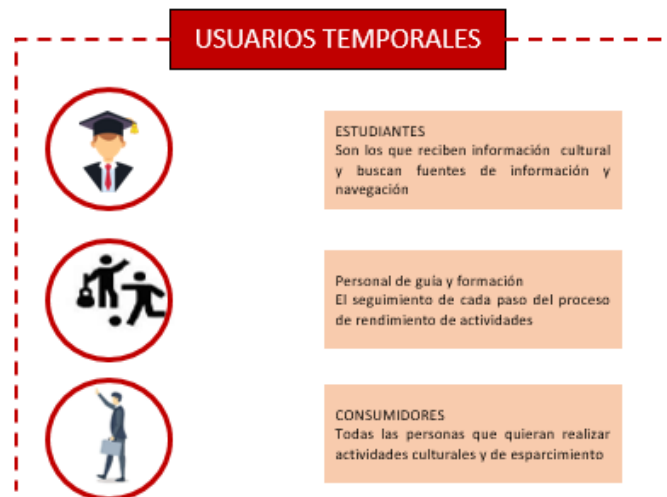 USUARIOS TEMPORALES
ESTUDIANTES
Son los que reciben información cultural
y buscan fuentes de información y
navegación
Personal de guía y formación
El seguimiento de cada paso del proceso
de rendimiento de actividades
CONSUMIDORES
Todas las personas que quieran realizar
actividades culturales y de esparcimiento